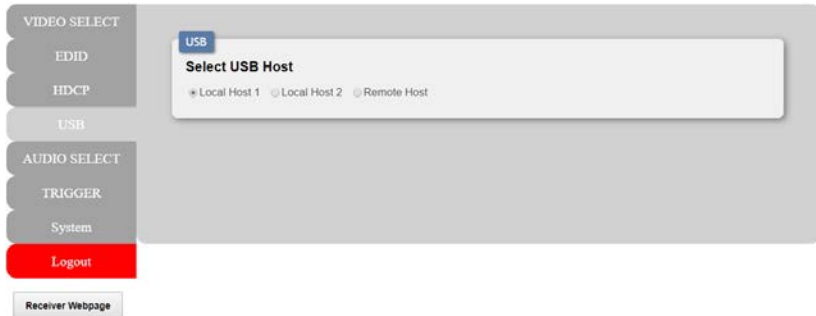 VIDEO SELECT
EDID
HDCP
USB
AUDIO SELECT
TRIGGER
System
Logout
Receiver Webpage
USB
Select USB Host
Local Host 1 Local Host 2 Remote Host